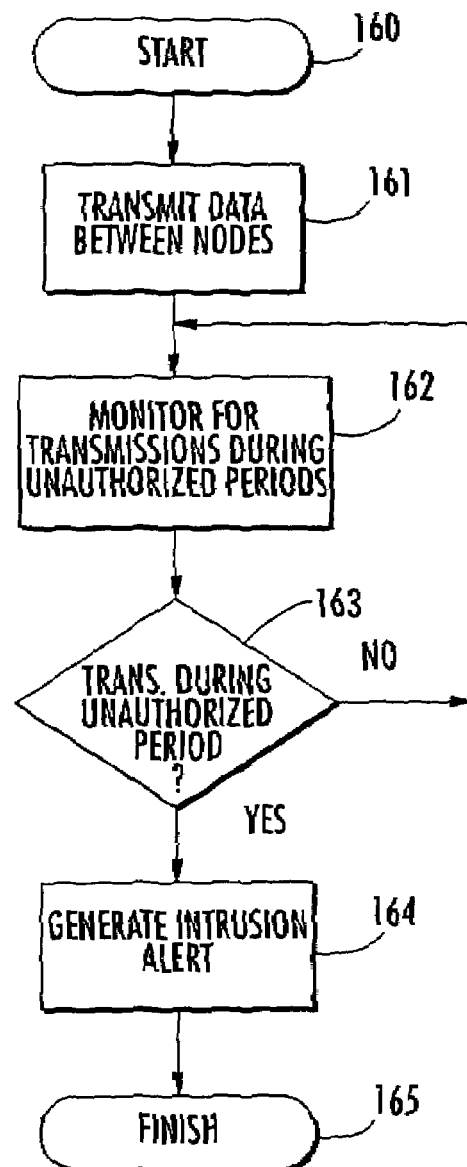 START
160
TRANSMIT DATA
BETWEEN NODES
161
MONITOR FOR
TRANSMISSIONS DURING
UNAUTHORIZED PERIODS
162
TRANS. DURING
UNAUTHORIZED
PERIOD
?
163
NO
YES
GENERATE INTRUSION
ALERT
164
FINISH
165